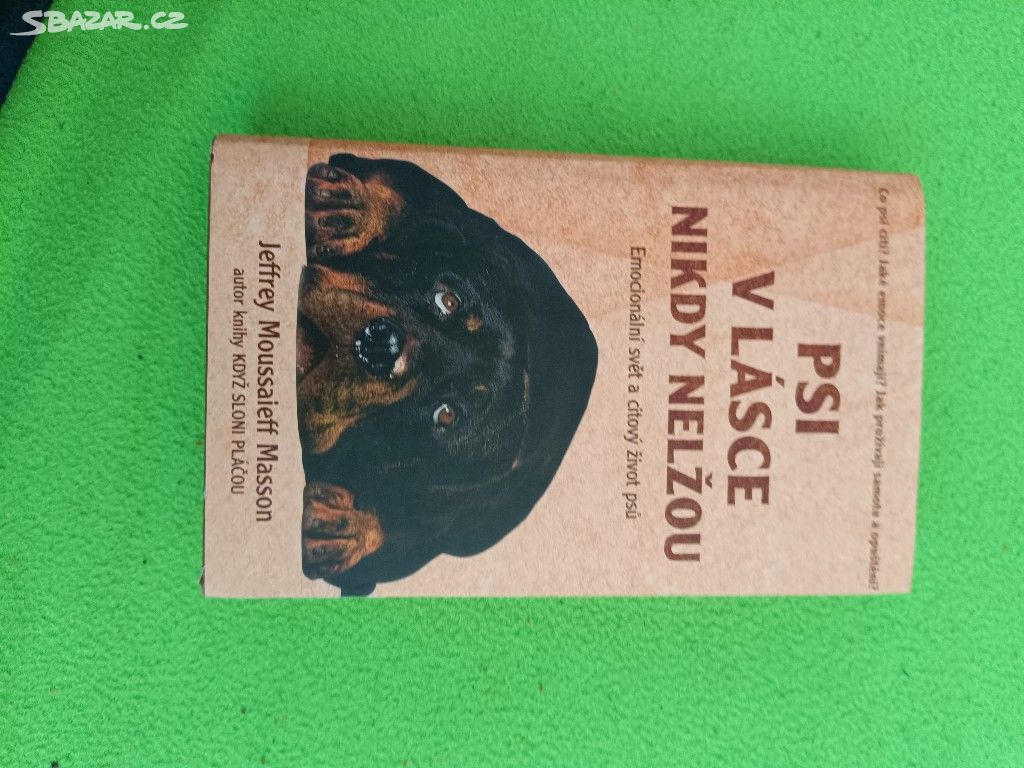 SBAZAR.CZ
Co psi cítí? Jaké emoce vnímají? Jak prožívají samotu a opuštění?
PSI
V LÁSCE
NIKDY NELŽOU
Emocionální svět a citový život psů
Jeffrey Moussaieff Masson
autor knihy KDYŽ SLONI PLÁČOU